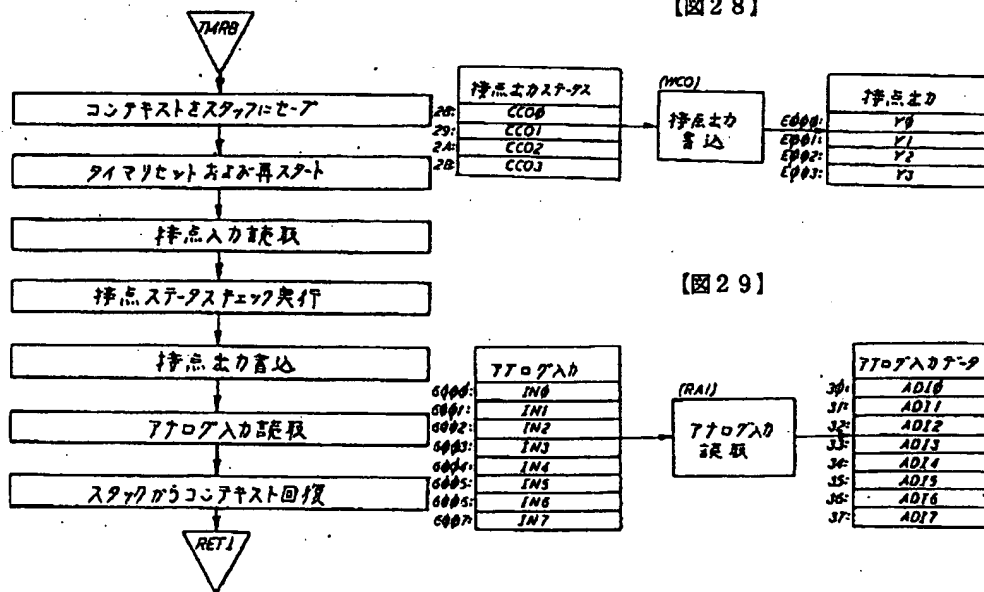 【図28】
TMRB
コンテキストをスタックにセーブ
タイマリセットおよび再スタート
接点入力読取
接点ステータスチェック実行
接点出力書込
アナログ入力読取
スタックからコンテキスト回復
RETI
接点出力ステータス
28: CCO0
29: CCO1
2A: CCO2
2B: CCO3
(WCO)
接点出力
書込
接点出力
E000: Y0
E001: Y1
E002: Y2
E003: Y3
【図29】
アナログ入力
6000: IN0
6001: IN1
6002: IN2
6003: IN3
6004: IN4
6005: IN5
6006: IN6
6007: IN7
(RAI)
アナログ入力
読取
アナログ入力データ
30: ADI0
31: ADI1
32: ADI2
33: ADI3
34: ADI4
35: ADI5
36: ADI6
37: ADI7